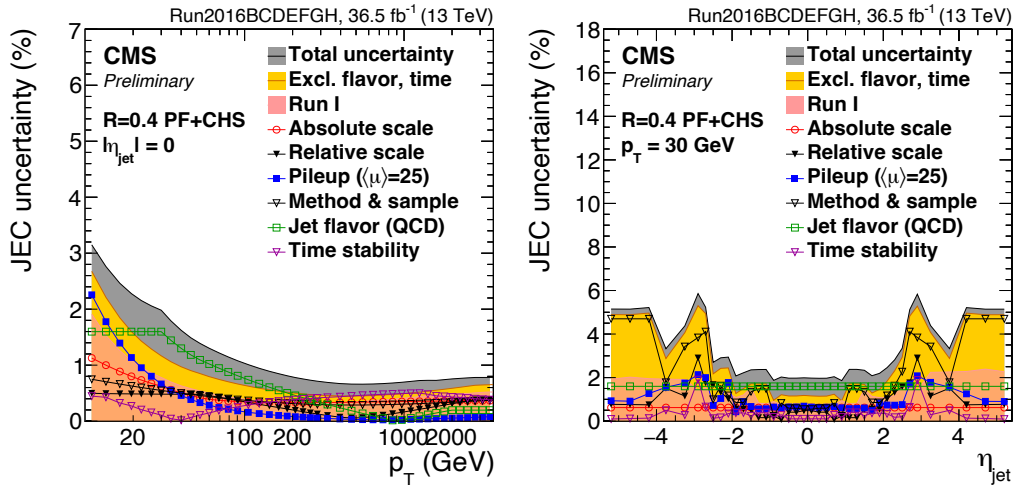 Run2016BCDEFGH, 36.5 fb⁻¹ (13 TeV)
JEC uncertainty (%)
7
6
5
4
3
2
1
0
CMS
Preliminary
R=0.4 PF+CHS
|η_jet| = 0
Total uncertainty
Excl. flavor, time
Run I
Absolute scale
Relative scale
Pileup (⟨μ⟩=25)
Method & sample
Jet flavor (QCD)
Time stability
20 100 200 1000 2000
p_T (GeV)
Run2016BCDEFGH, 36.5 fb⁻¹ (13 TeV)
JEC uncertainty (%)
18
16
14
12
10
8
6
4
2
0
CMS
Preliminary
R=0.4 PF+CHS
p_T = 30 GeV
Total uncertainty
Excl. flavor, time
Run I
Absolute scale
Relative scale
Pileup (⟨μ⟩=25)
Method & sample
Jet flavor (QCD)
Time stability
−4 −2 0 2 4
η_jet